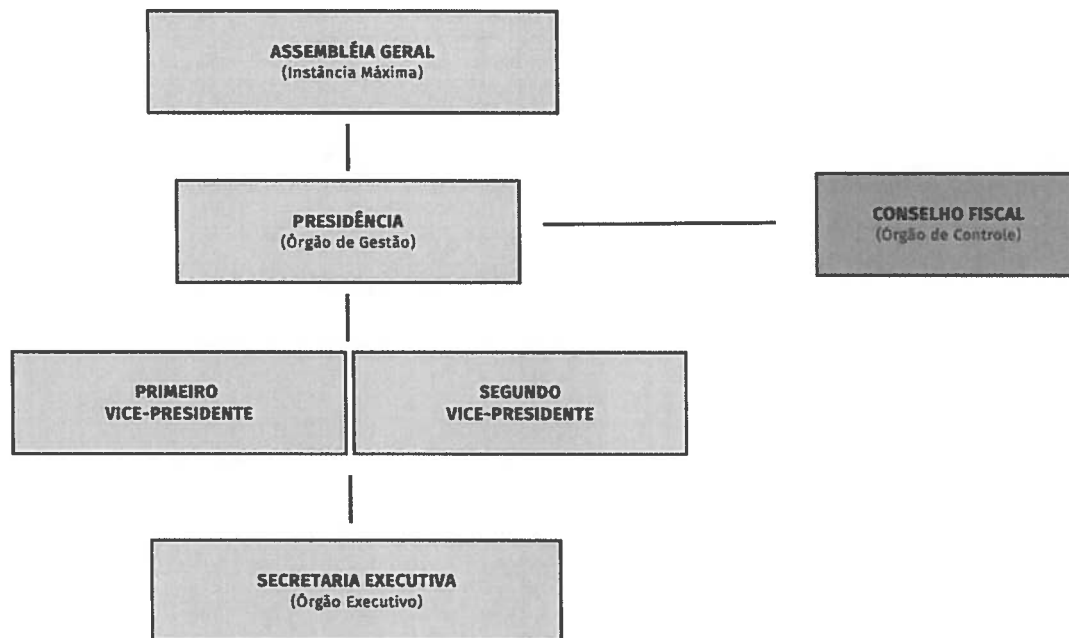 ASSEMBLÉIA GERAL
(Instância Máxima)
PRESIDÊNCIA
(Órgão de Gestão)
CONSELHO FISCAL
(Órgão de Controle)
PRIMEIRO
VICE-PRESIDENTE
SEGUNDO
VICE-PRESIDENTE
SECRETARIA EXECUTIVA
(Órgão Executivo)